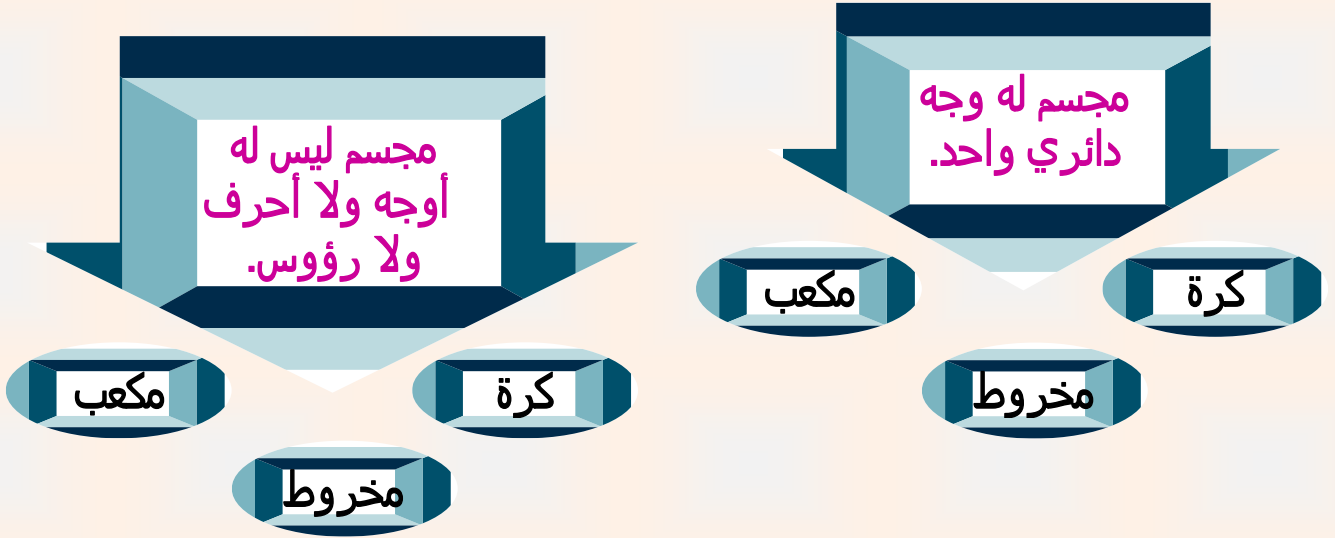 مجسم له وجه
دائري واحد.
كرة
مكعب
مخروط
مجسم ليس له
أوجه ولا أحرف
ولا رؤوس.
كرة
مكعب
مخروط